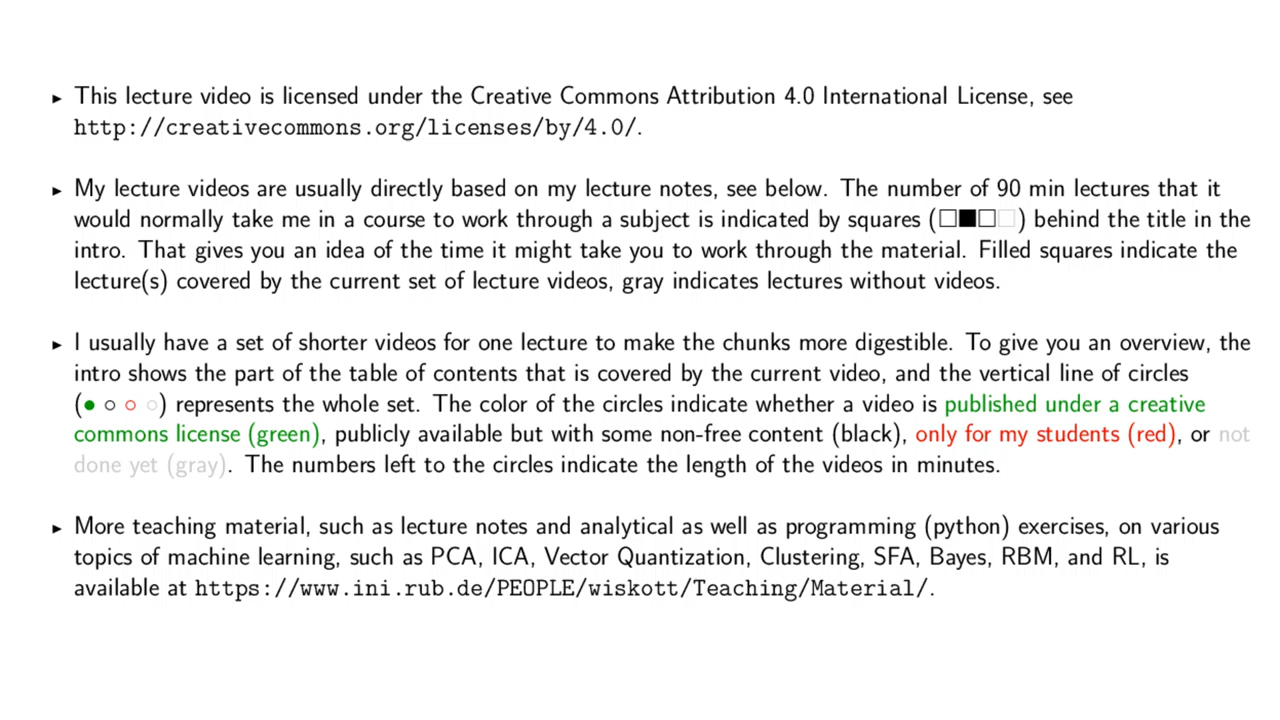 ▸ This lecture video is licensed under the Creative Commons Attribution 4.0 International License, see
http://creativecommons.org/licenses/by/4.0/.
▸ My lecture videos are usually directly based on my lecture notes, see below. The number of 90 min lectures that it
would normally take me in a course to work through a subject is indicated by squares (□■□□) behind the title in the
intro. That gives you an idea of the time it might take you to work through the material. Filled squares indicate the
lecture(s) covered by the current set of lecture videos, gray indicates lectures without videos.
▸ I usually have a set of shorter videos for one lecture to make the chunks more digestible. To give you an overview, the
intro shows the part of the table of contents that is covered by the current video, and the vertical line of circles
(● ○ ○ ○) represents the whole set. The color of the circles indicate whether a video is published under a creative
commons license (green), publicly available but with some non-free content (black), only for my students (red), or not
done yet (gray). The numbers left to the circles indicate the length of the videos in minutes.
▸ More teaching material, such as lecture notes and analytical as well as programming (python) exercises, on various
topics of machine learning, such as PCA, ICA, Vector Quantization, Clustering, SFA, Bayes, RBM, and RL, is
available at https://www.ini.rub.de/PEOPLE/wiskott/Teaching/Material/.